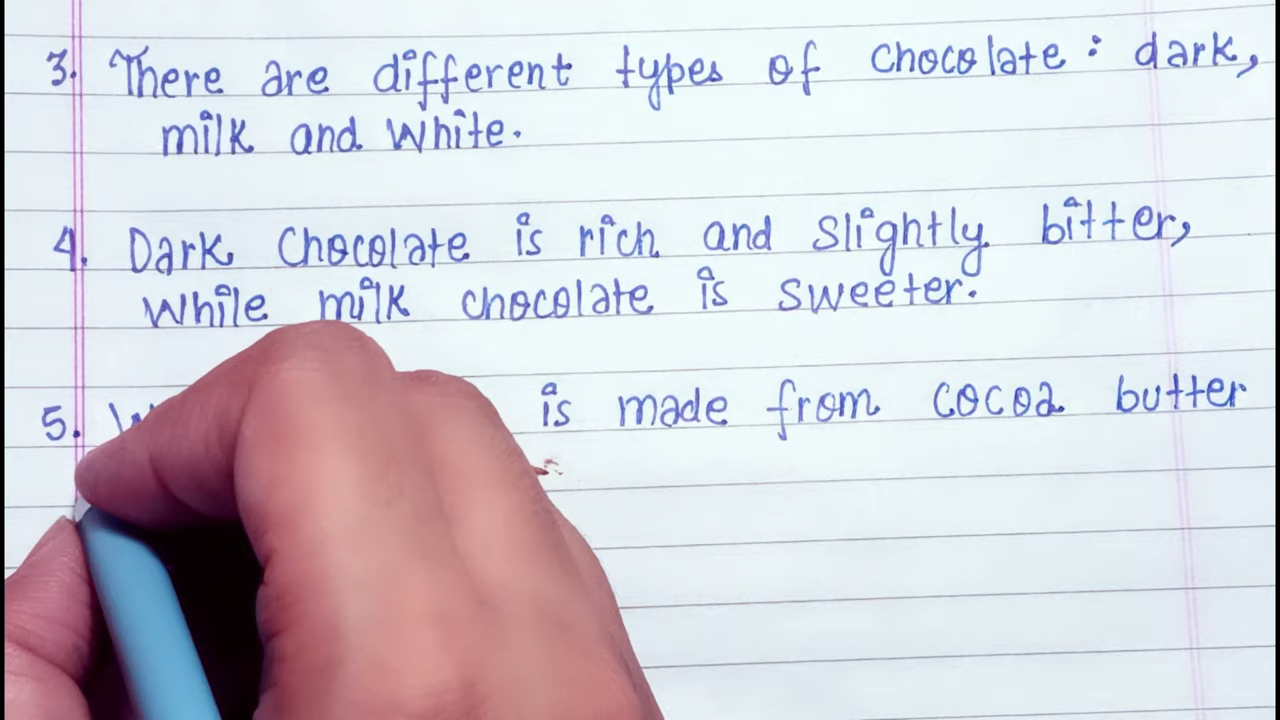 3. There are different types of chocolate: dark,
milk and white.
4. Dark Chocolate is rich and slightly bitter,
while milk chocolate is sweeter.
5. is made from cocoa butter